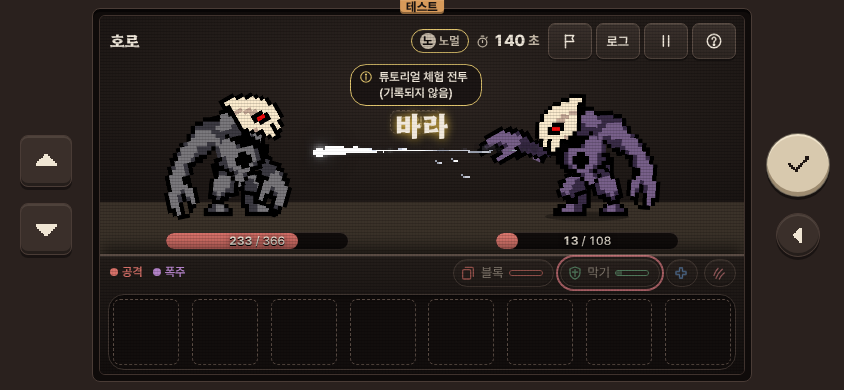 테스트
호로
노 노멀
140 초
로그
튜토리얼 체험 전투
(기록되지 않음)
바라
233 / 366
13 / 108
공격
폭주
블록
막기